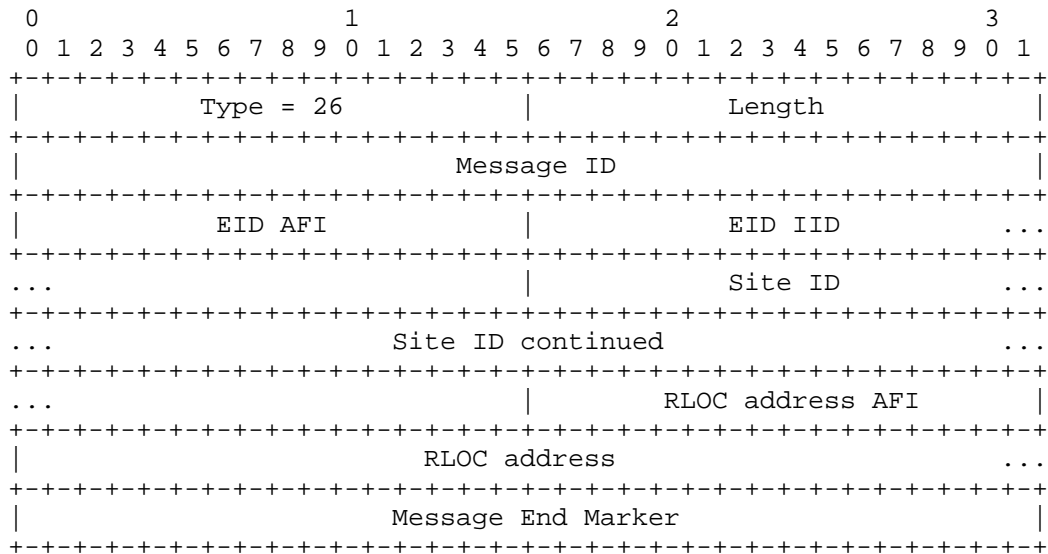 0                   1                   2                   3
 0 1 2 3 4 5 6 7 8 9 0 1 2 3 4 5 6 7 8 9 0 1 2 3 4 5 6 7 8 9 0 1
+-+-+-+-+-+-+-+-+-+-+-+-+-+-+-+-+-+-+-+-+-+-+-+-+-+-+-+-+-+-+-+-+
|           Type = 26           |            Length             |
+-+-+-+-+-+-+-+-+-+-+-+-+-+-+-+-+-+-+-+-+-+-+-+-+-+-+-+-+-+-+-+-+
|                           Message ID                          |
+-+-+-+-+-+-+-+-+-+-+-+-+-+-+-+-+-+-+-+-+-+-+-+-+-+-+-+-+-+-+-+-+
|            EID AFI            |            EID IID          ...
+-+-+-+-+-+-+-+-+-+-+-+-+-+-+-+-+-+-+-+-+-+-+-+-+-+-+-+-+-+-+-+-+
...                             |            Site ID          ...
+-+-+-+-+-+-+-+-+-+-+-+-+-+-+-+-+-+-+-+-+-+-+-+-+-+-+-+-+-+-+-+-+
...                     Site ID continued                     ...
+-+-+-+-+-+-+-+-+-+-+-+-+-+-+-+-+-+-+-+-+-+-+-+-+-+-+-+-+-+-+-+-+
...                             |        RLOC address AFI       |
+-+-+-+-+-+-+-+-+-+-+-+-+-+-+-+-+-+-+-+-+-+-+-+-+-+-+-+-+-+-+-+-+
|                         RLOC address                        ...
+-+-+-+-+-+-+-+-+-+-+-+-+-+-+-+-+-+-+-+-+-+-+-+-+-+-+-+-+-+-+-+-+
|                       Message End Marker                      |
+-+-+-+-+-+-+-+-+-+-+-+-+-+-+-+-+-+-+-+-+-+-+-+-+-+-+-+-+-+-+-+-+